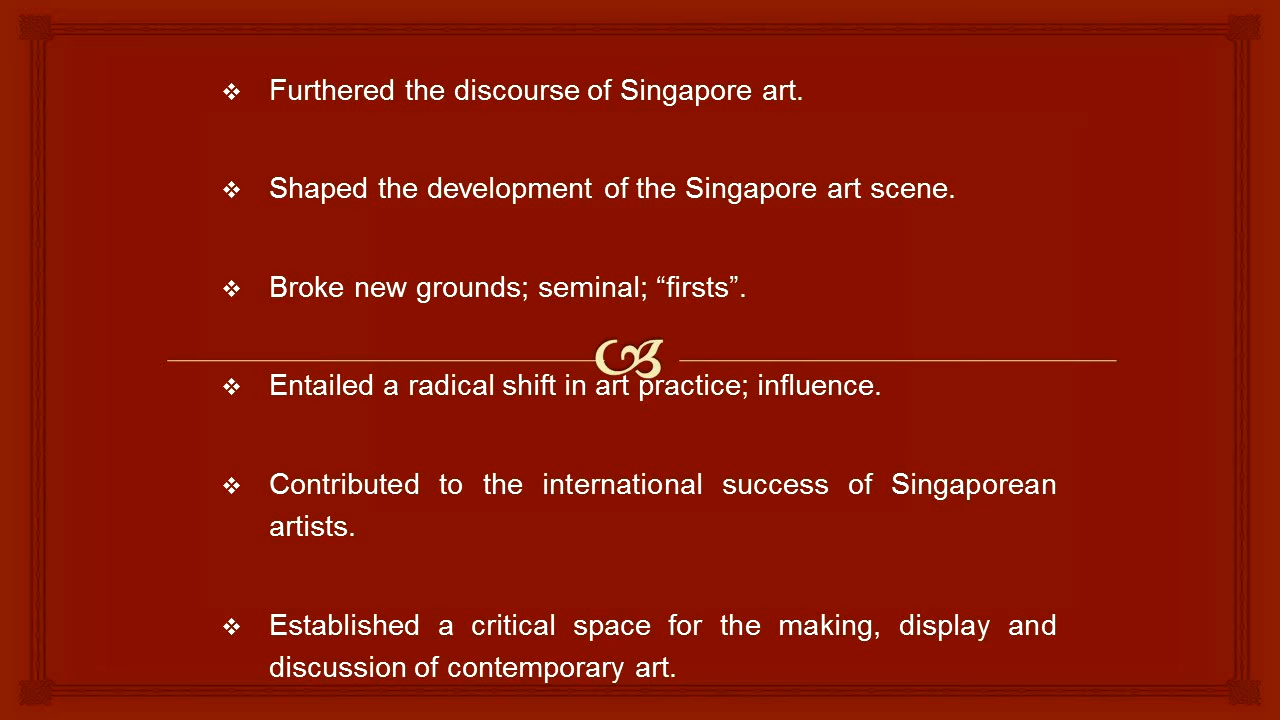 ❖ Furthered the discourse of Singapore art.
❖ Shaped the development of the Singapore art scene.
❖ Broke new grounds; seminal; “firsts”.
❖ Entailed a radical shift in art practice; influence.
❖ Contributed to the international success of Singaporean
artists.
❖ Established a critical space for the making, display and
discussion of contemporary art.